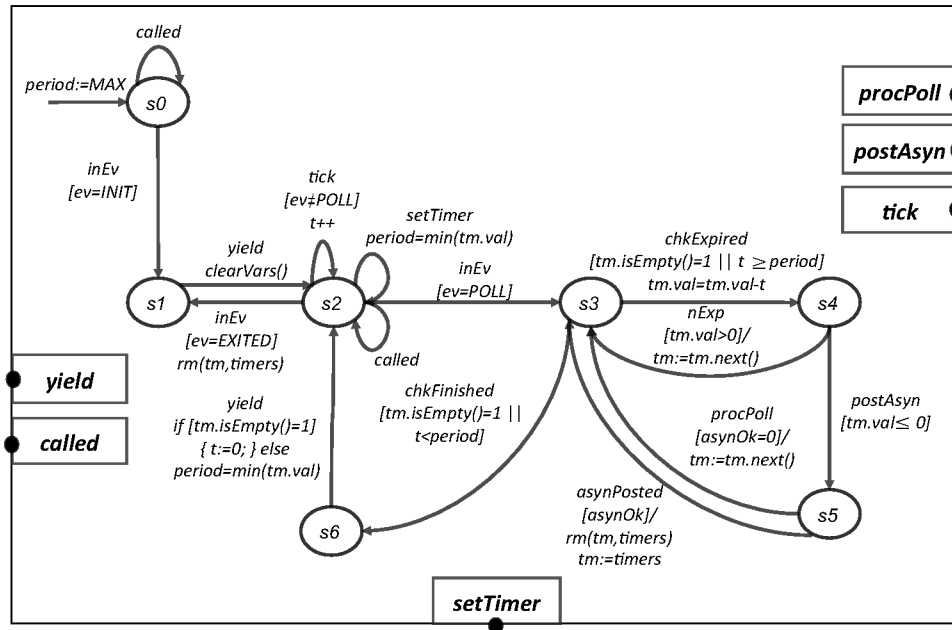 called
period:=MAX
s0
procPoll
postAsyn
tick
inEv
[ev=INIT]
tick
[ev≠POLL]
t++
setTimer
period=min(tm.val)
yield
clearVars()
inEv
[ev=POLL]
chkExpired
[tm.isEmpty()=1 || t ≥period]
tm.val=tm.val-t
s1
s2
s3
s4
inEv
[ev=EXITED]
rm(tm,timers)
called
nExp
[tm.val>0]/
tm:=tm.next()
yield
called
yield
if [tm.isEmpty()=1]
{ t:=0; } else
period=min(tm.val)
chkFinished
[tm.isEmpty()=1 ||
t<period]
procPoll
[asynOk=0]/
tm:=tm.next()
postAsyn
[tm.val≤ 0]
asynPosted
[asynOk]/
rm(tm,timers)
tm:=timers
s6
s5
setTimer